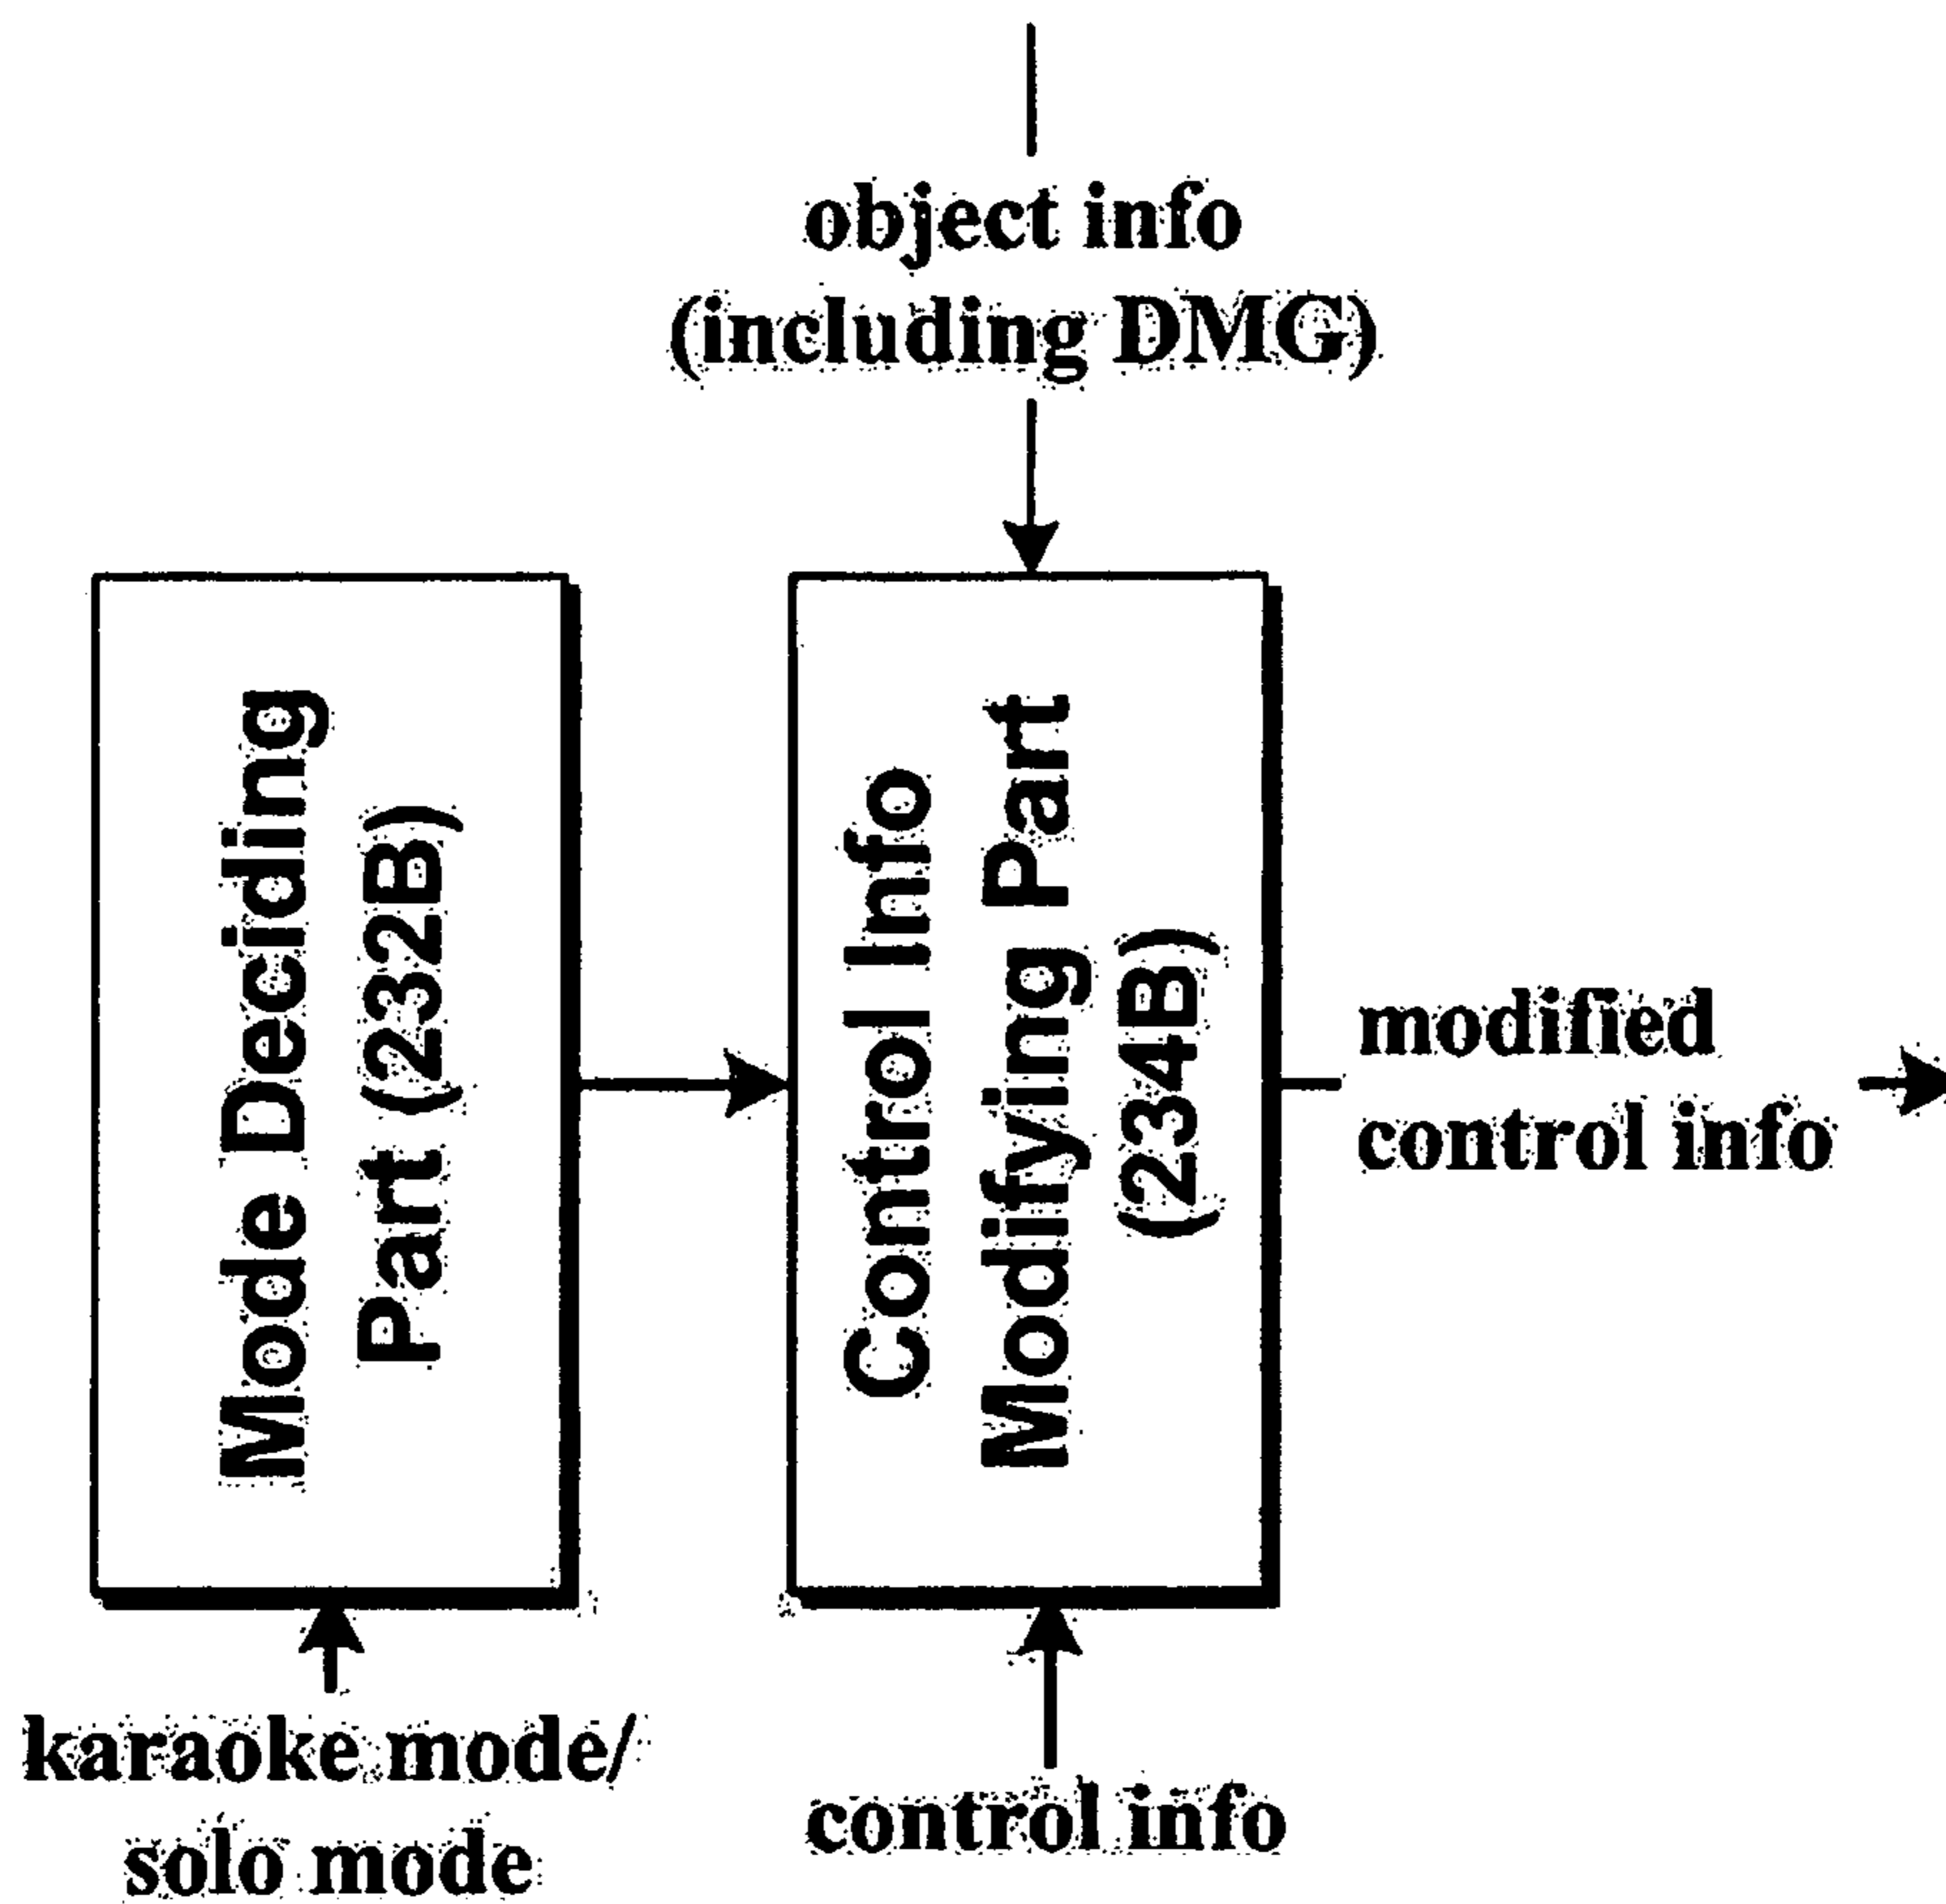 object info
(including DMG)
Mode Deciding
Part (232B)
Control Info
Modifying Part
(234B)
modified
control info
karaoke mode/
solo mode
control info